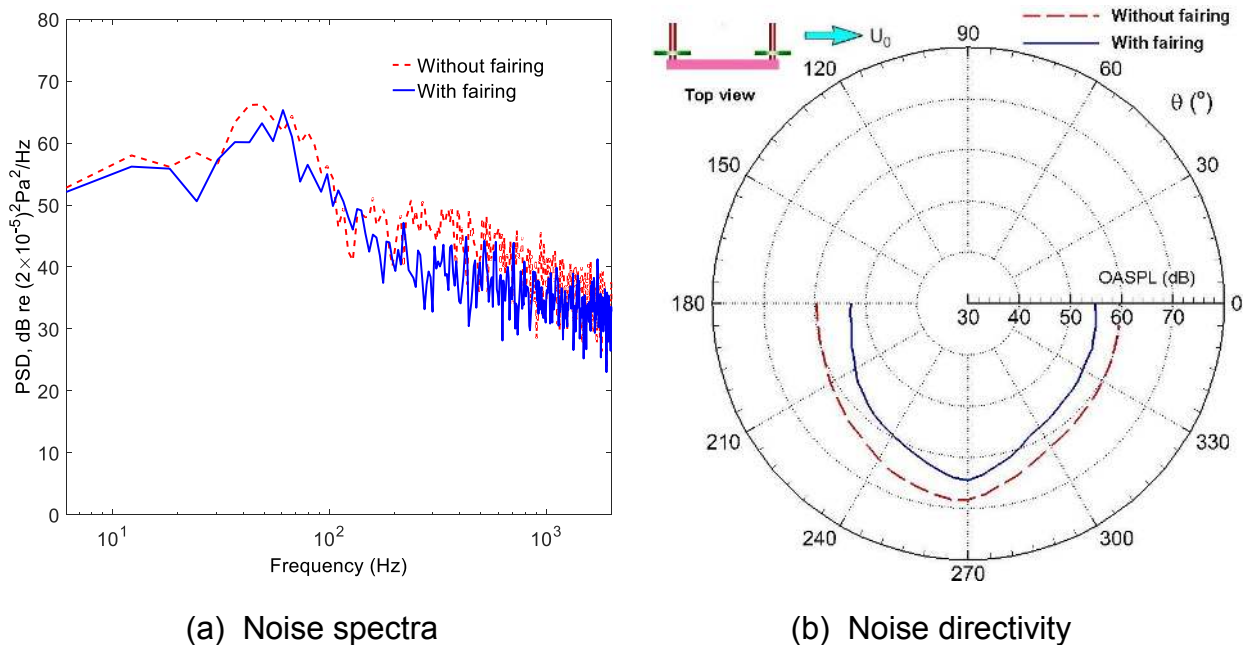 80
70
60
50
40
30
20
10
0
PSD, dB re (2×10⁻⁵)²Pa²/Hz
10¹
10²
10³
Frequency (Hz)
Without fairing
With fairing
(a) Noise spectra
U₀
Top view
Without fairing
With fairing
θ (°)
90
120
60
150
30
180
0
OASPL (dB)
30 40 50 60 70
210
330
240
300
270
(b) Noise directivity